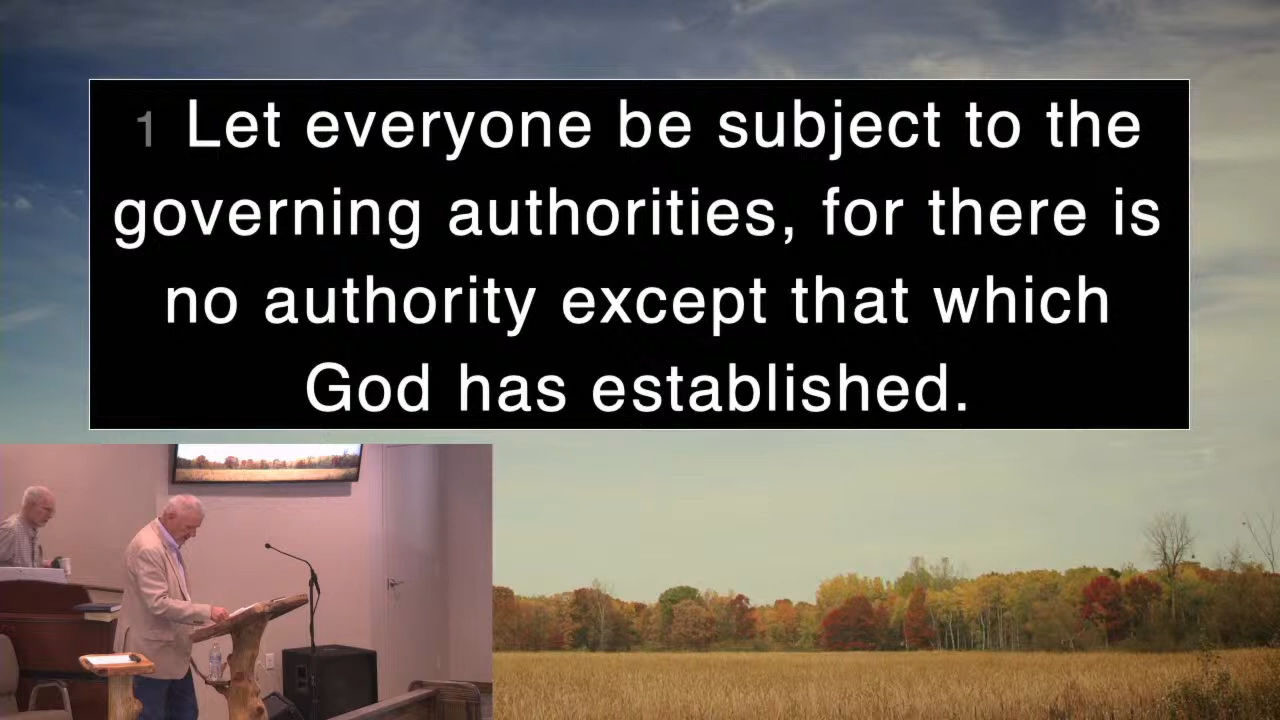 1 Let everyone be subject to the
governing authorities, for there is
no authority except that which
God has established.